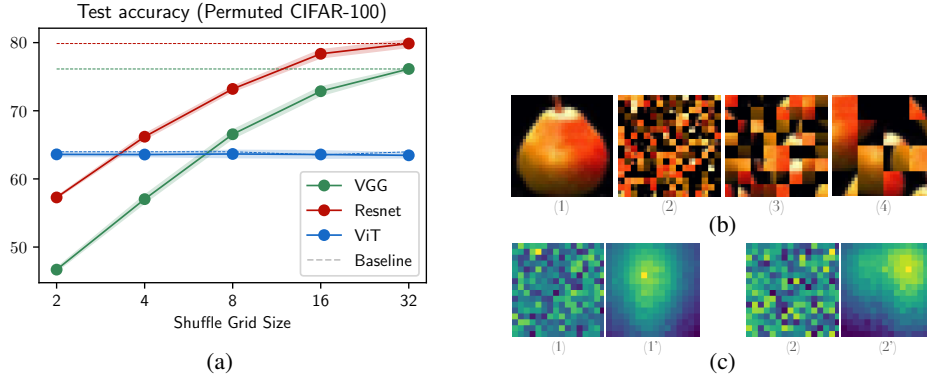 Test accuracy (Permuted CIFAR-100)
80
70
60
50
VGG
Resnet
ViT
Baseline
2
4
8
16
32
Shuffle Grid Size
(a)
(1)
(2)
(3)
(4)
(b)
(1)
(1')
(2)
(2')
(c)